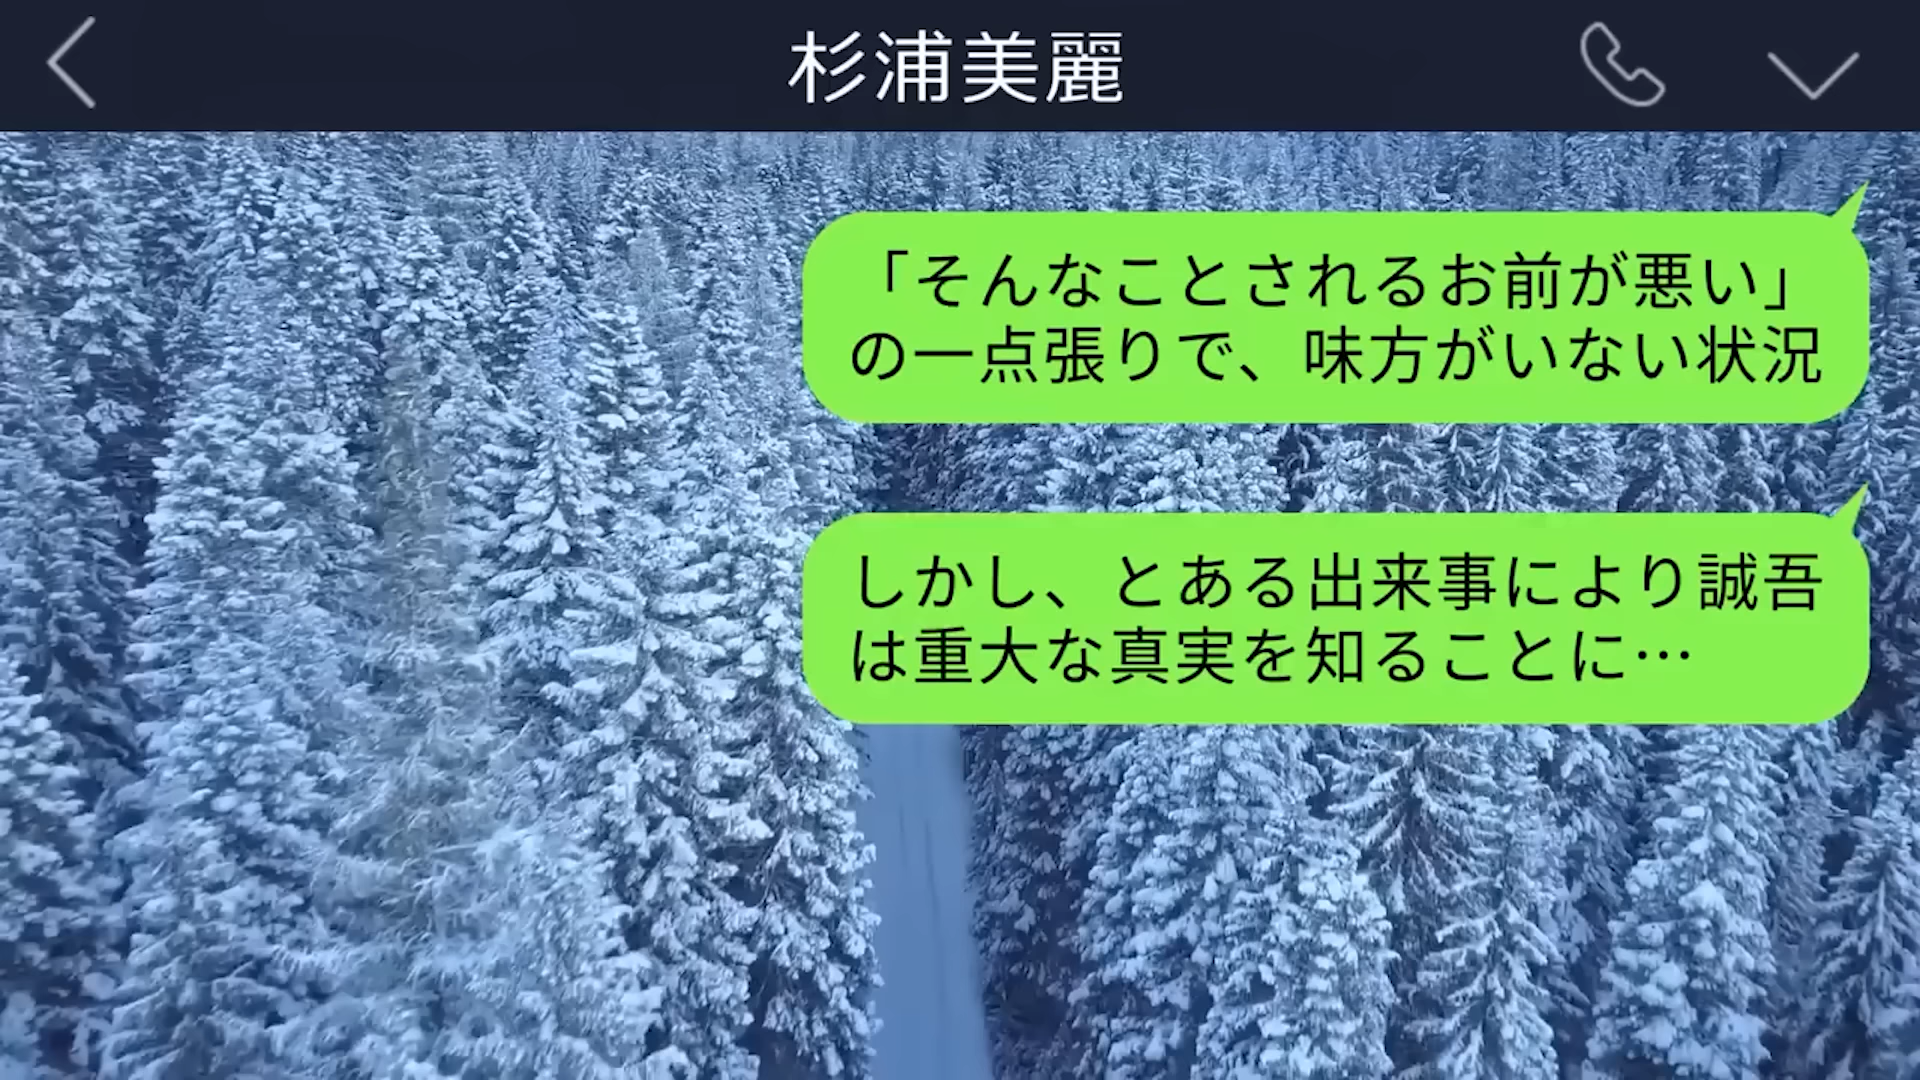 杉浦美麗
「そんなことされるお前が悪い」
の一点張りで、味方がいない状況
しかし、とある出来事により誠吾
は重大な真実を知ることに…